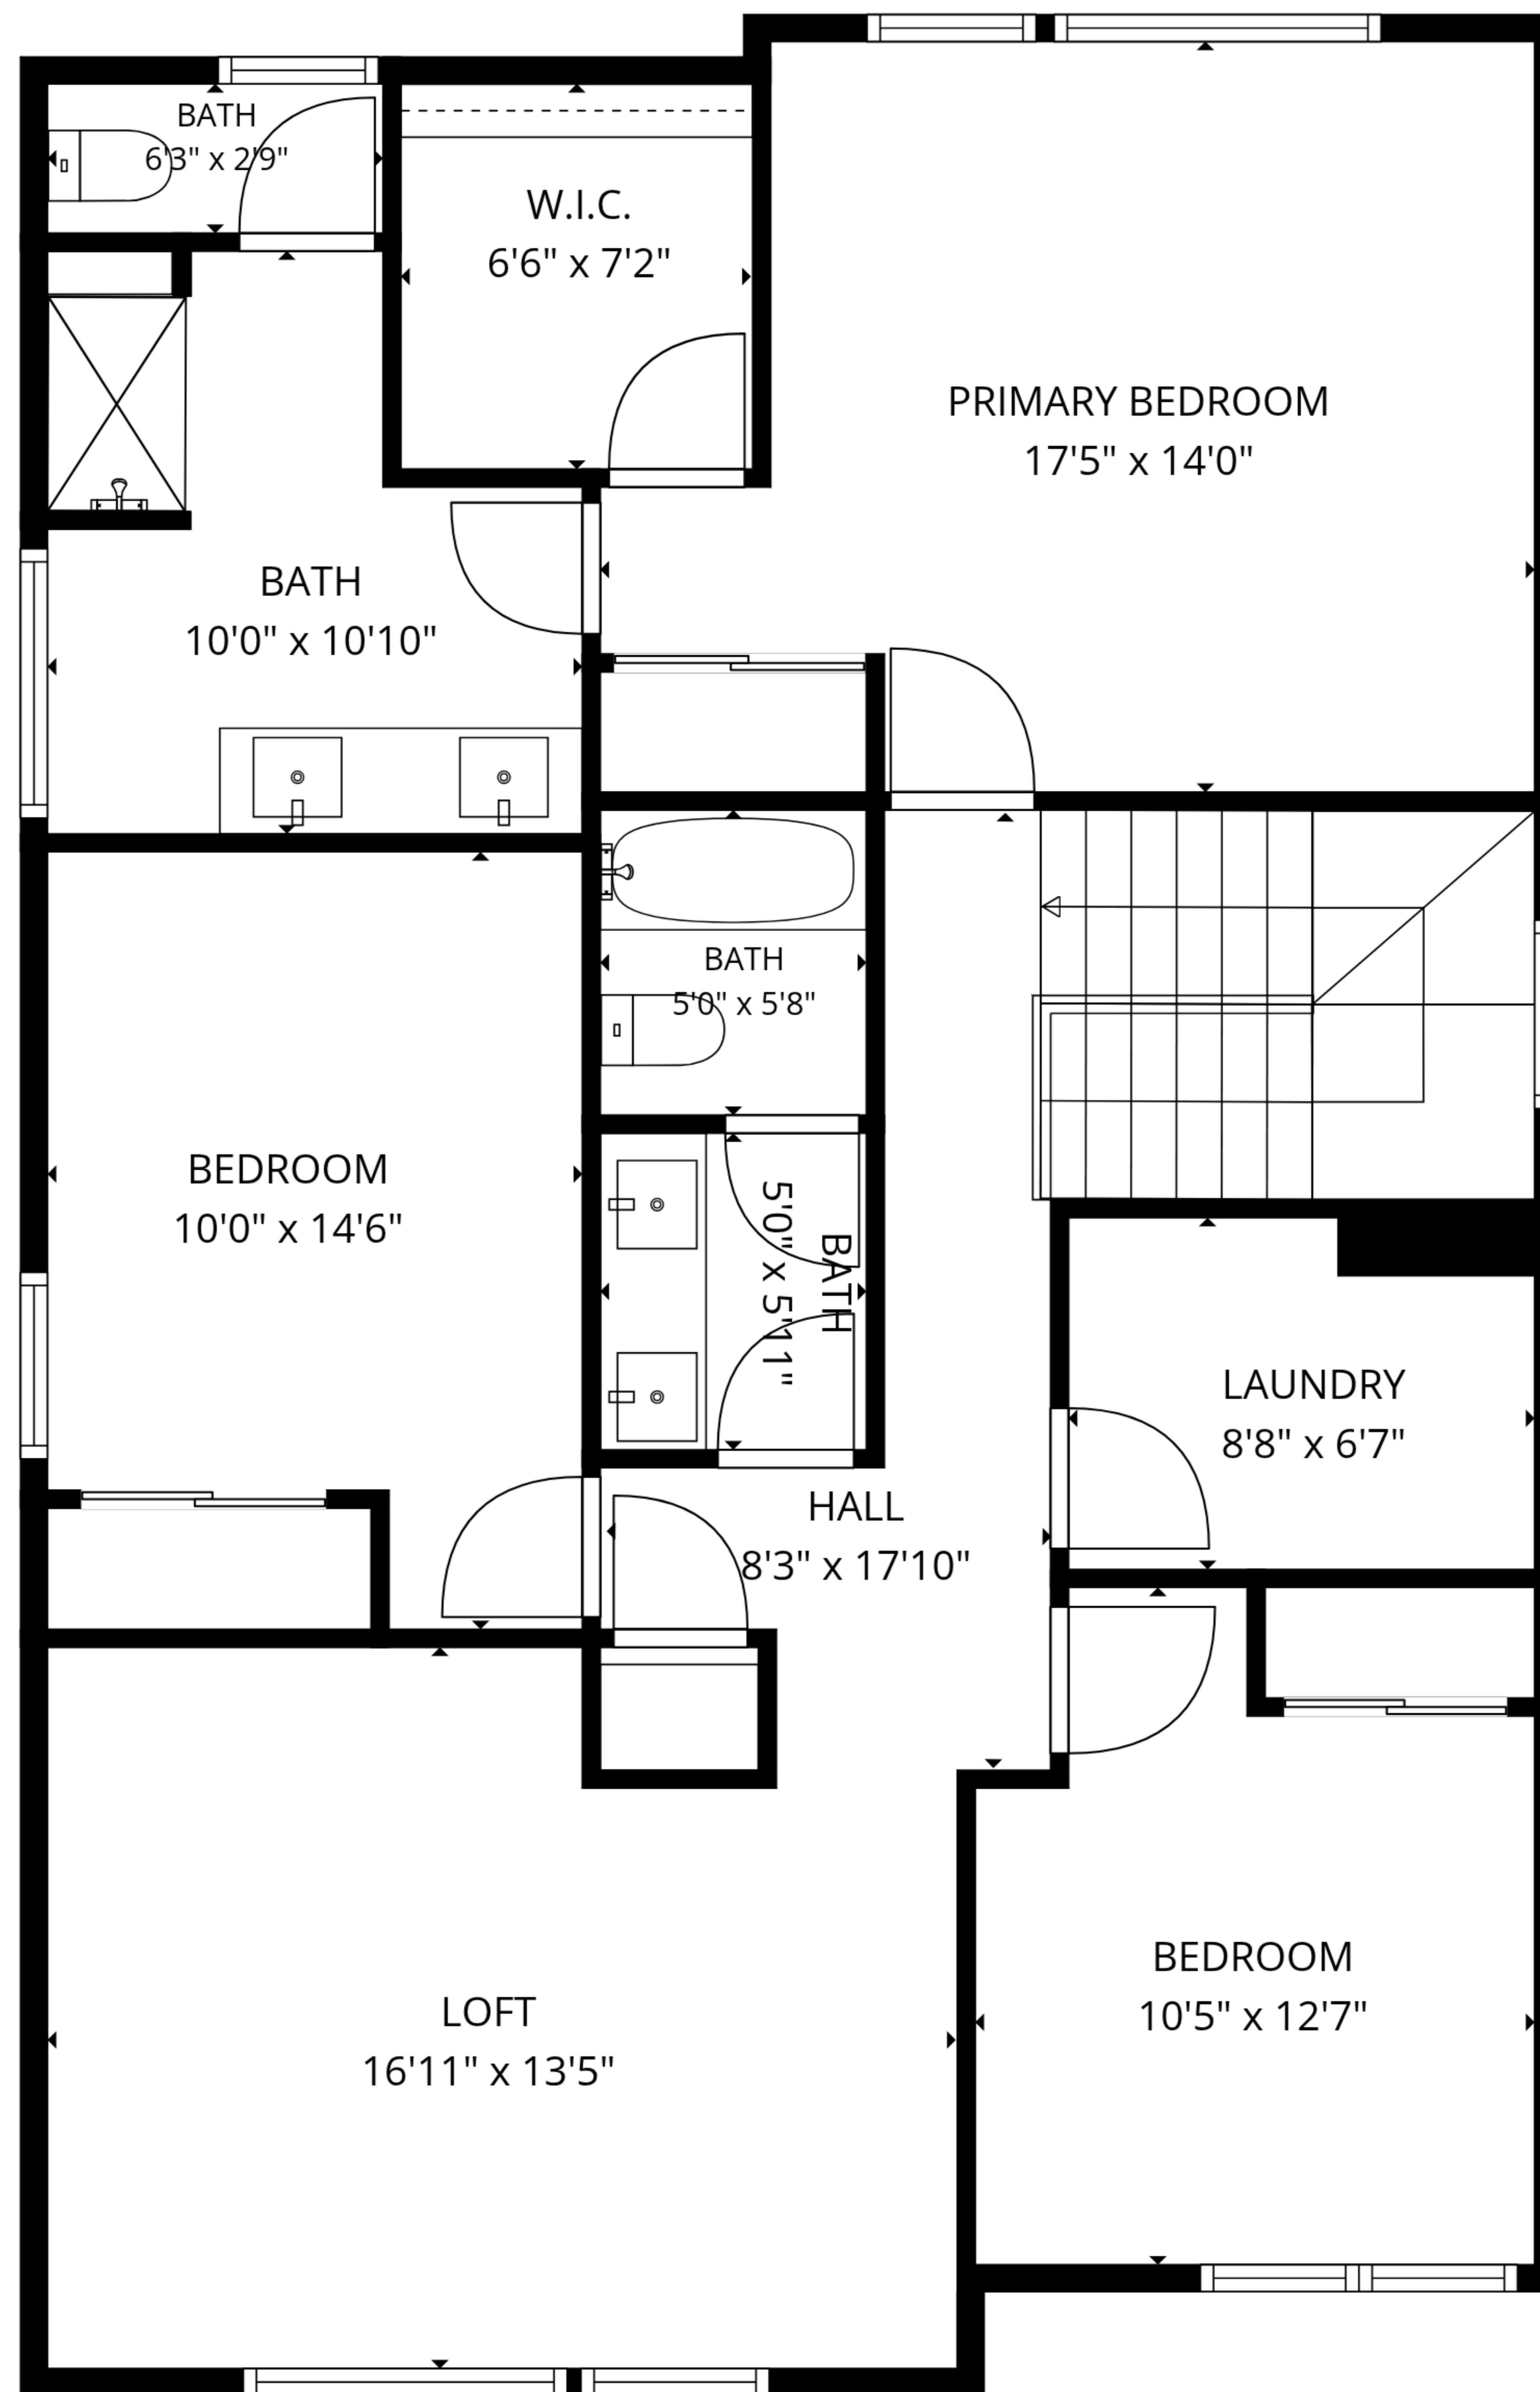 BATH
6'3" x 2'9"
W.I.C.
6'6" x 7'2"
PRIMARY BEDROOM
17'5" x 14'0"
BATH
10'0" x 10'10"
BATH
5'0" x 5'8"
BEDROOM
10'0" x 14'6"
BATH
5'0" x 5'11"
LAUNDRY
8'8" x 6'7"
HALL
8'3" x 17'10"
BEDROOM
10'5" x 12'7"
LOFT
16'11" x 13'5"